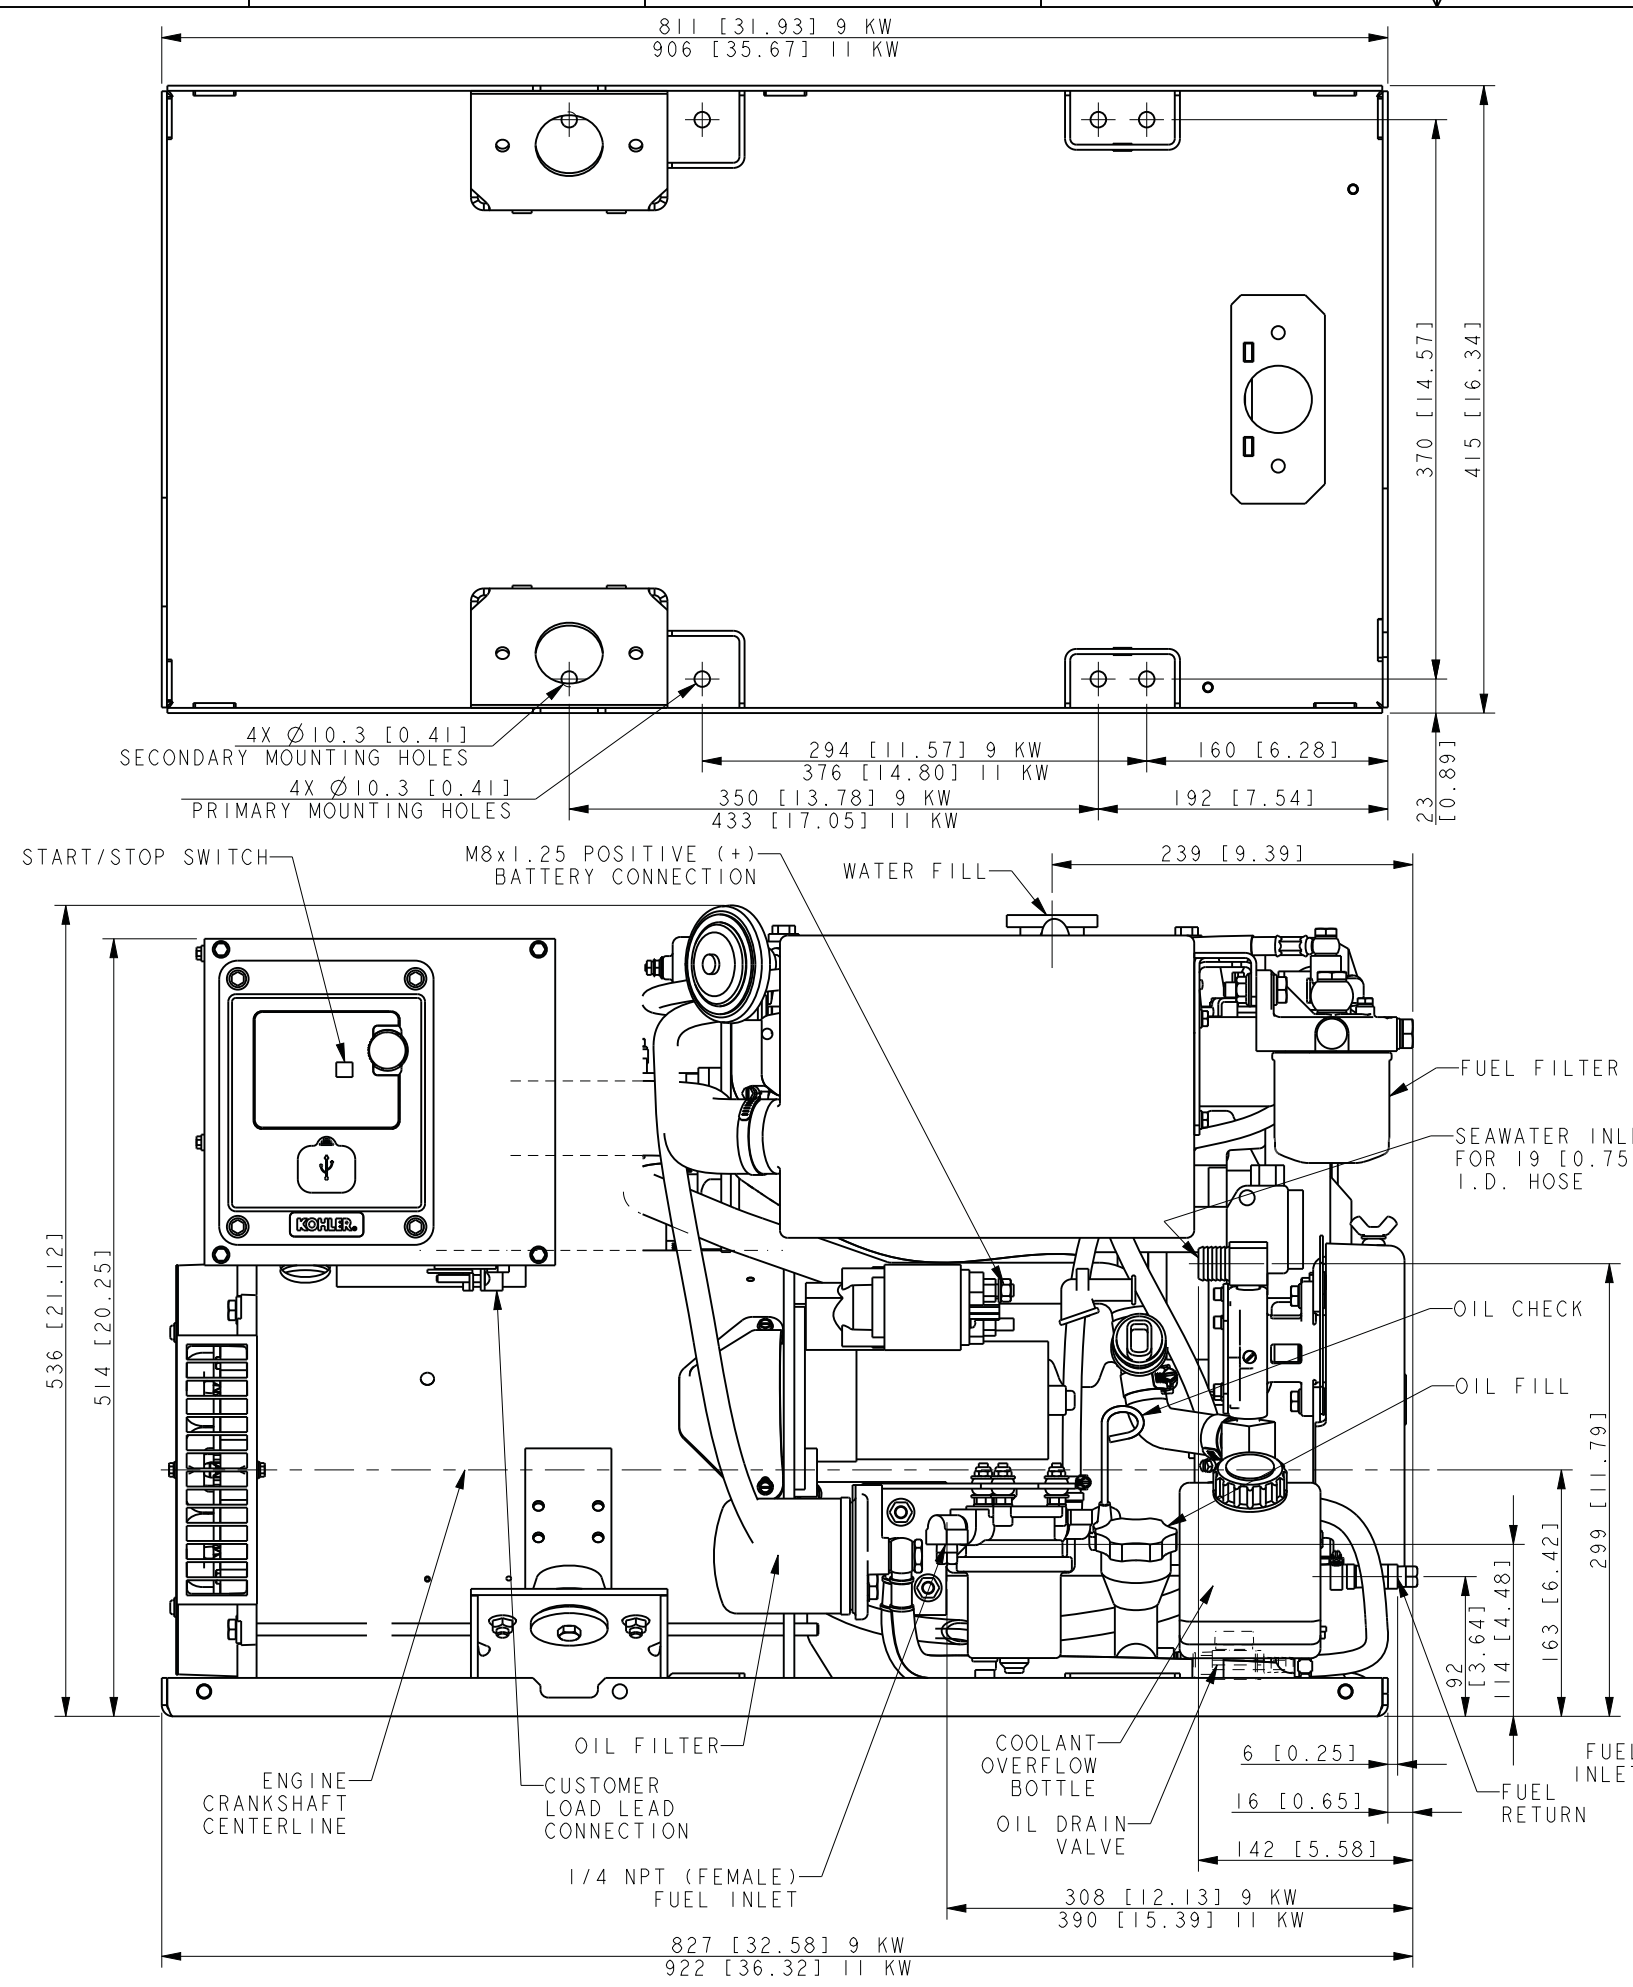 811 [31.93] 9 KW
906 [35.67] 11 KW
370 [14.57]
415 [16.34]
4X Ø10.3 [0.41]
SECONDARY MOUNTING HOLES
4X Ø10.3 [0.41]
PRIMARY MOUNTING HOLES
294 [11.57] 9 KW
376 [14.80] 11 KW
160 [6.28]
350 [13.78] 9 KW
433 [17.05] 11 KW
192 [7.54]
23
[0.89]
START/STOP SWITCH
M8x1.25 POSITIVE (+)
BATTERY CONNECTION
WATER FILL
239 [9.39]
FUEL FILTER
SEAWATER INL
FOR 19 [0.75
I.D. HOSE
KOHLER.
536 [21.12]
514 [20.25]
OIL CHECK
OIL FILL
299 [11.79]
163 [6.42]
114 [4.48]
92
[3.64]
OIL FILTER
ENGINE
CRANKSHAFT
CENTERLINE
CUSTOMER
LOAD LEAD
CONNECTION
1/4 NPT (FEMALE)
FUEL INLET
COOLANT
OVERFLOW
BOTTLE
OIL DRAIN
VALVE
6 [0.25]
FUEL
INLET
16 [0.65]
FUEL
RETURN
142 [5.58]
308 [12.13] 9 KW
390 [15.39] 11 KW
827 [32.58] 9 KW
922 [36.32] 11 KW